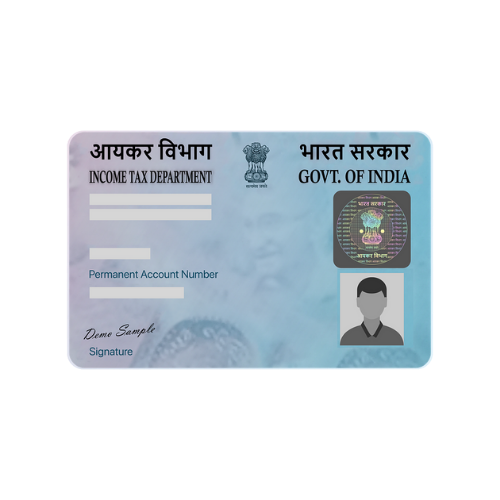 आयकर विभाग
INCOME TAX DEPARTMENT
भारत सरकार
GOVT. OF INDIA
भारत सरकार
आयकर विभाग
Permanent Account Number
Demo Sample
Signature